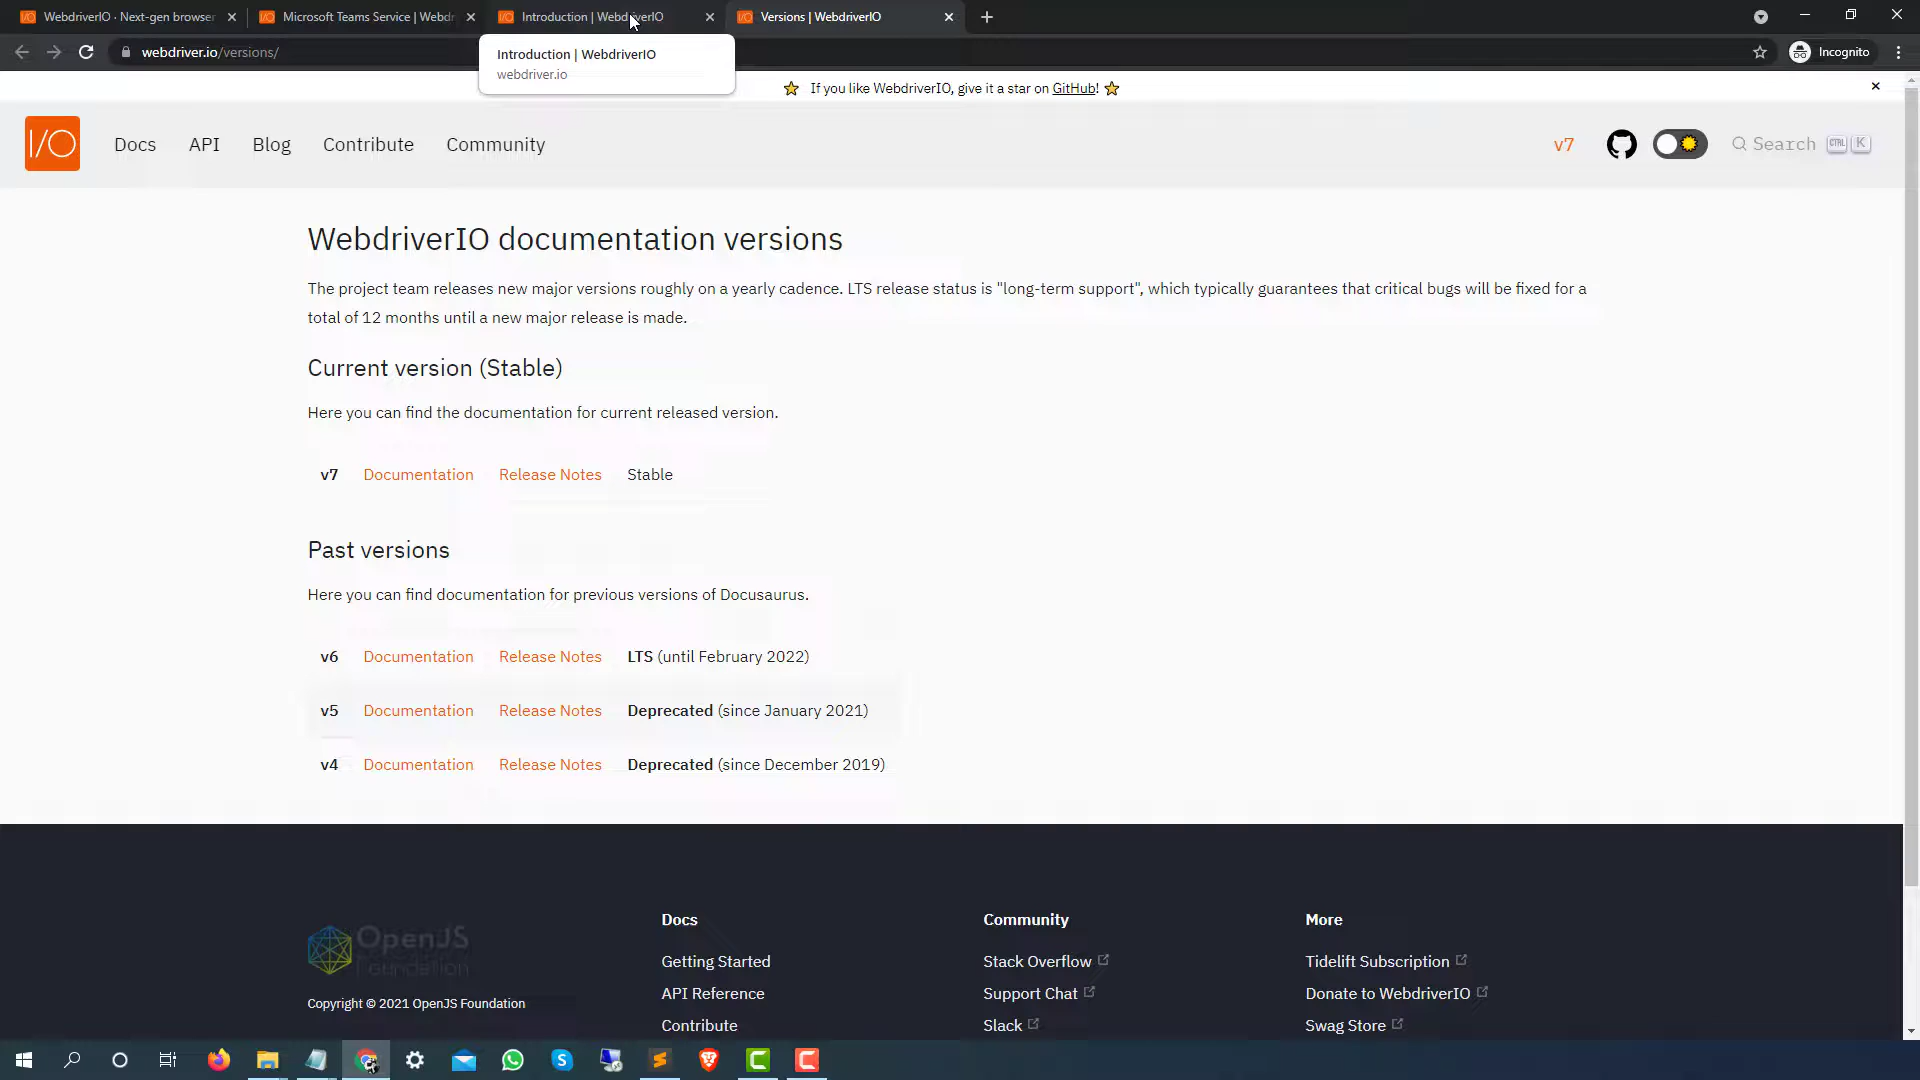 WebdriverIO · Next-gen browser
Microsoft Teams Service | Webdr
Introduction | WebdriverIO
Versions | WebdriverIO
webdriver.io/versions/
Incognito
Introduction | WebdriverIO
webdriver.io
If you like WebdriverIO, give it a star on GitHub!
I/O
Docs
API
Blog
Contribute
Community
v7
Search
CTRL
K
WebdriverIO documentation versions
The project team releases new major versions roughly on a yearly cadence. LTS release status is "long-term support", which typically guarantees that critical bugs will be fixed for a
total of 12 months until a new major release is made.
Current version (Stable)
Here you can find the documentation for current released version.
v7 Documentation Release Notes Stable
Past versions
Here you can find documentation for previous versions of Docusaurus.
v6 Documentation Release Notes LTS (until February 2022)
v5 Documentation Release Notes Deprecated (since January 2021)
v4 Documentation Release Notes Deprecated (since December 2019)
OpenJS
Foundation
Copyright © 2021 OpenJS Foundation
Docs
Getting Started
API Reference
Contribute
Community
Stack Overflow
Support Chat
Slack
More
Tidelift Subscription
Donate to WebdriverIO
Swag Store